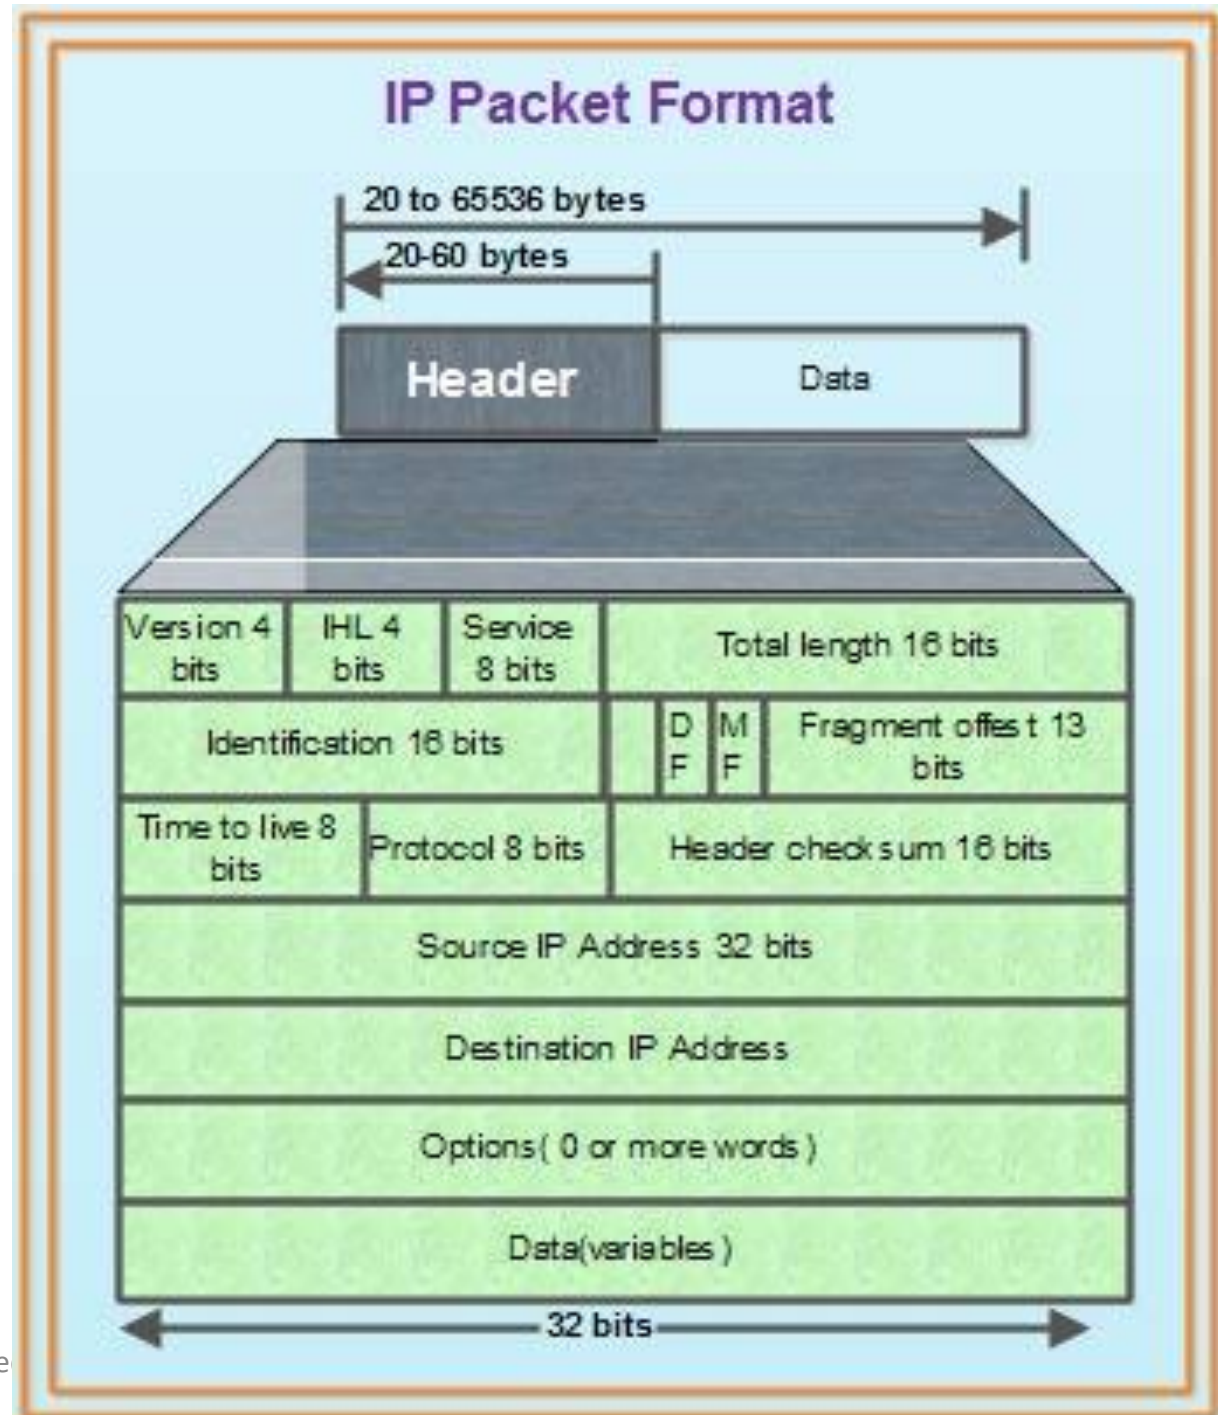 IP Packet Format
20 to 65536 bytes
20-60 bytes
Header
Data
Version 4
bits
IHL 4
bits
Service
8 bits
Total length 16 bits
Identification 16 bits
D
F
M
F
Fragment offest 13
bits
Time to live 8
bits
Protocol 8 bits
Header checksum 16 bits
Source IP Address 32 bits
Destination IP Address
Options( 0 or more words )
Data(variables )
32 bits